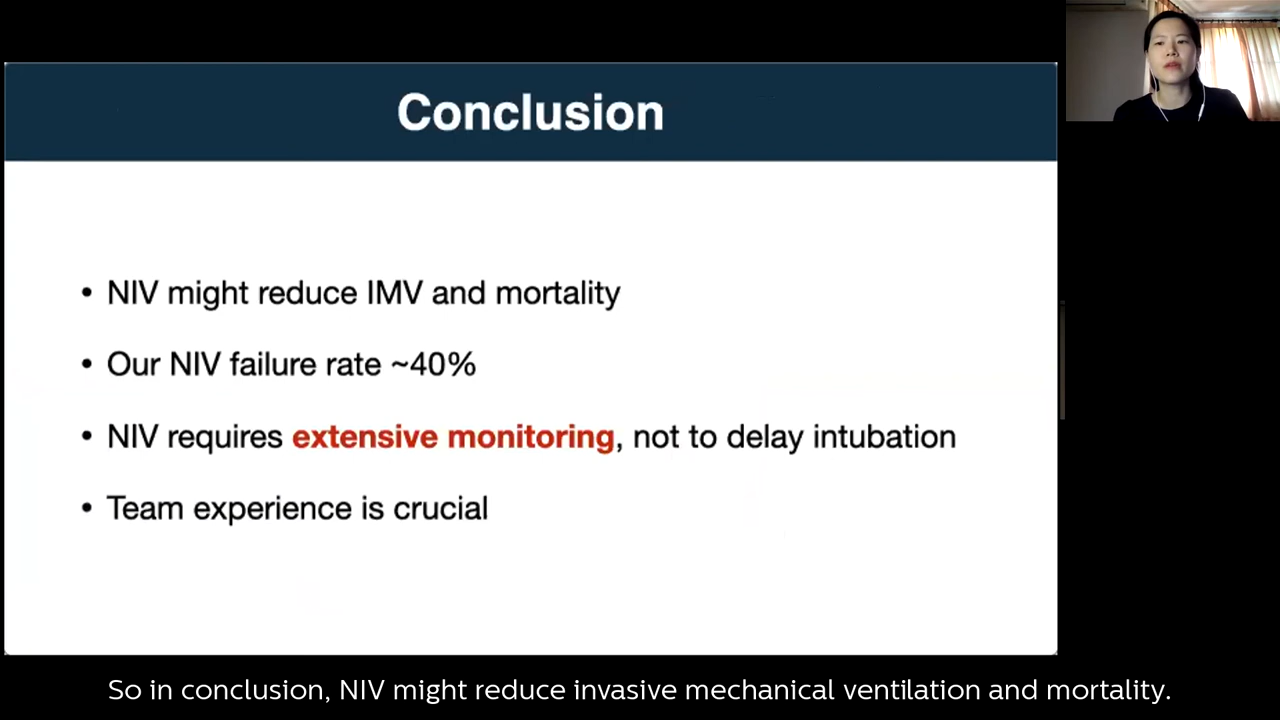 Conclusion
• NIV might reduce IMV and mortality
• Our NIV failure rate ~40%
• NIV requires extensive monitoring, not to delay intubation
• Team experience is crucial
So in conclusion, NIV might reduce invasive mechanical ventilation and mortality.